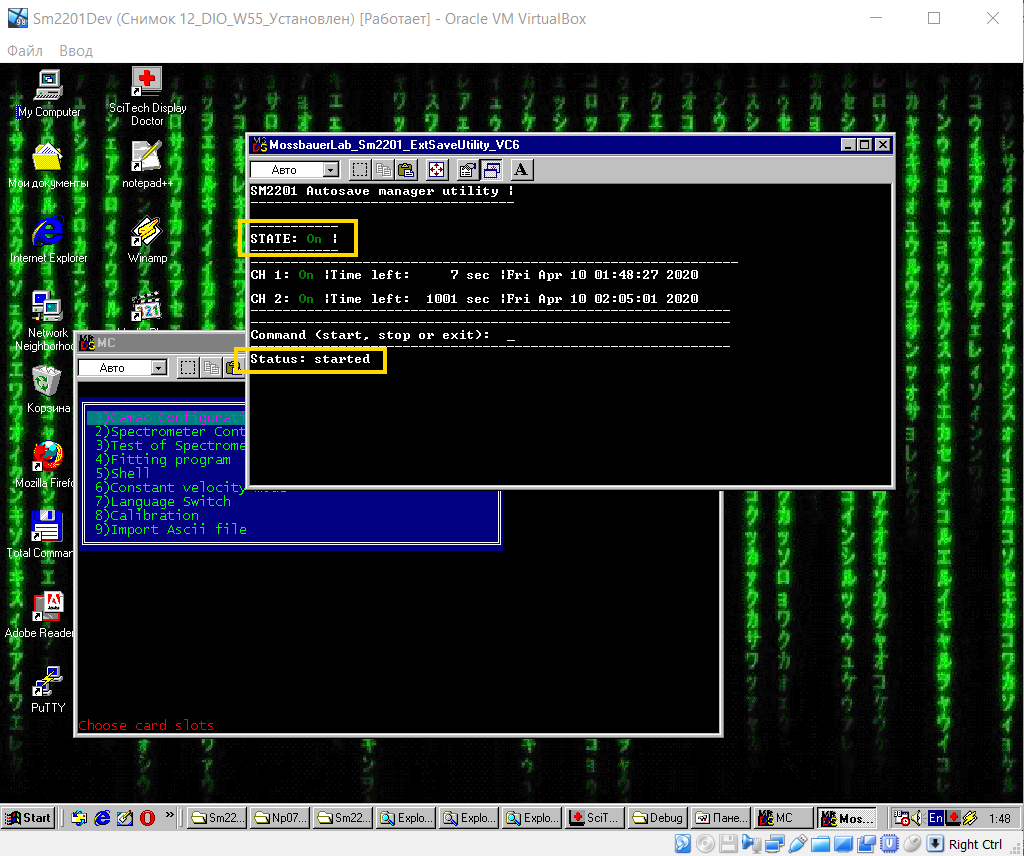 Sm2201Dev (Снимок 12_DIO_W55_Установлен) [Работает] - Oracle VM VirtualBox
Файл Ввод
My Computer
SciTech Display
Doctor
Мои документы
notepad++
Internet Explorer
Winamp
Network
Neighborhoo
Корзина
Mozilla Firefo
Total Comman
Adobe Reader
PuTTY
MossbauerLab_Sm2201_ExtSaveUtility_VC6
Авто
SM2201 Autosave manager utility ¦
STATE: On ¦
CH 1: On ¦Time left: 7 sec ¦Fri Apr 10 01:48:27 2020
CH 2: On ¦Time left: 1001 sec ¦Fri Apr 10 02:05:01 2020
Command (start, stop or exit): _
Status: started
MC
Авто
1)Camac Configurati
2)Spectrometer Cont
3)Test of Spectrome
4)Fitting program
5)Shell
6)Constant velocity
7)Language Switch
8)Calibration
9)Import Ascii file
Choose card slots
Start
»
Sm22...
Np07...
Sm22...
Explo...
Explo...
Explo...
SciT...
Debug
Пане...
MC
Mos...
En
1:48
Right Ctrl